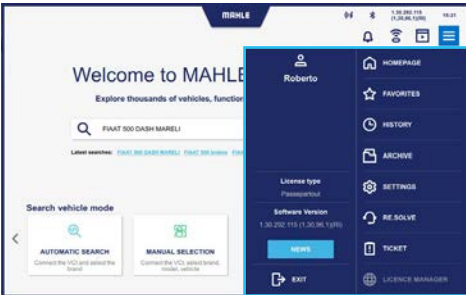 MAHLE
1.30.292.115
(1,30,96,1)(RI)
15:21
Welcome to MAHLE
Explore thousands of vehicles, function
FIAAT 500 DASH MARELI
Latest searches: FIAAT 500 DASH MARELI FIAAT 500 brakes
Search vehicle mode
AUTOMATIC SEARCH
Connect the VCI and select the
brand
MANUAL SELECTION
Connect the VCI, select brand,
model, vehicle
Roberto
License type
Passepartout
Software Version
1.30.292.115 (1,30,96,1)(RI)
NEWS
EXIT
HOMEPAGE
FAVORITES
HISTORY
ARCHIVE
SETTINGS
RE.SOLVE
TICKET
LICENCE MANAGER